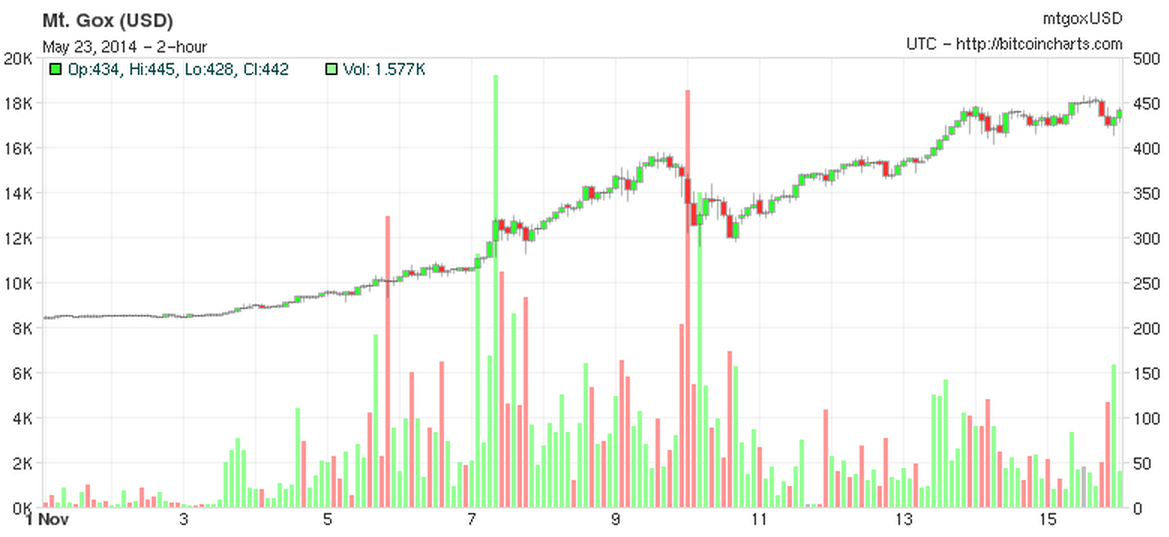 Mt. Gox (USD)
mtgoxUSD
May 23, 2014 - 2-hour
UTC - http://bitcoincharts.com
Op:434, Hi:445, Lo:428, Cl:442
Vol: 1.577K
20K
18K
16K
14K
12K
10K
8K
6K
4K
2K
0K
500
450
400
350
300
250
200
150
100
50
0
1 Nov 3 5 7 9 11 13 15